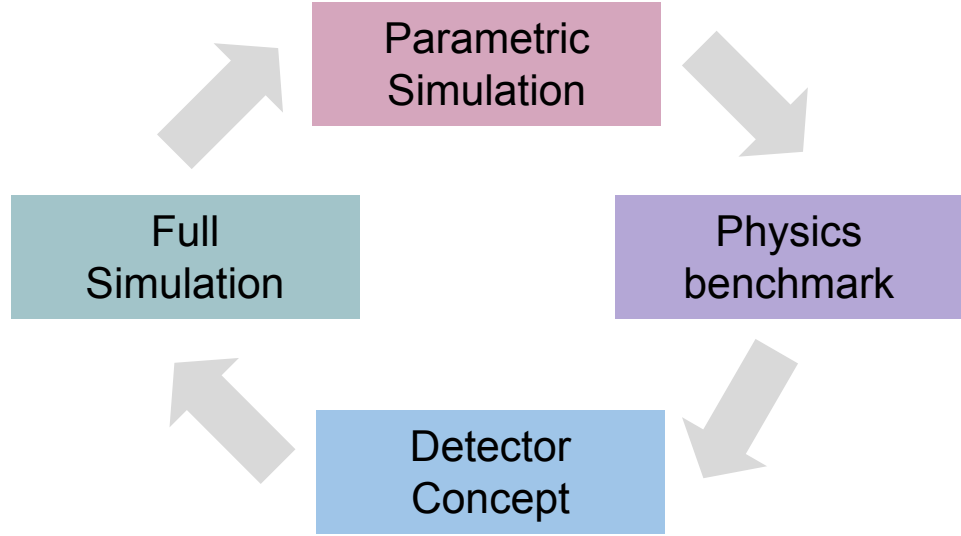 Parametric
Simulation
Full
Simulation
Physics
benchmark
Detector
Concept